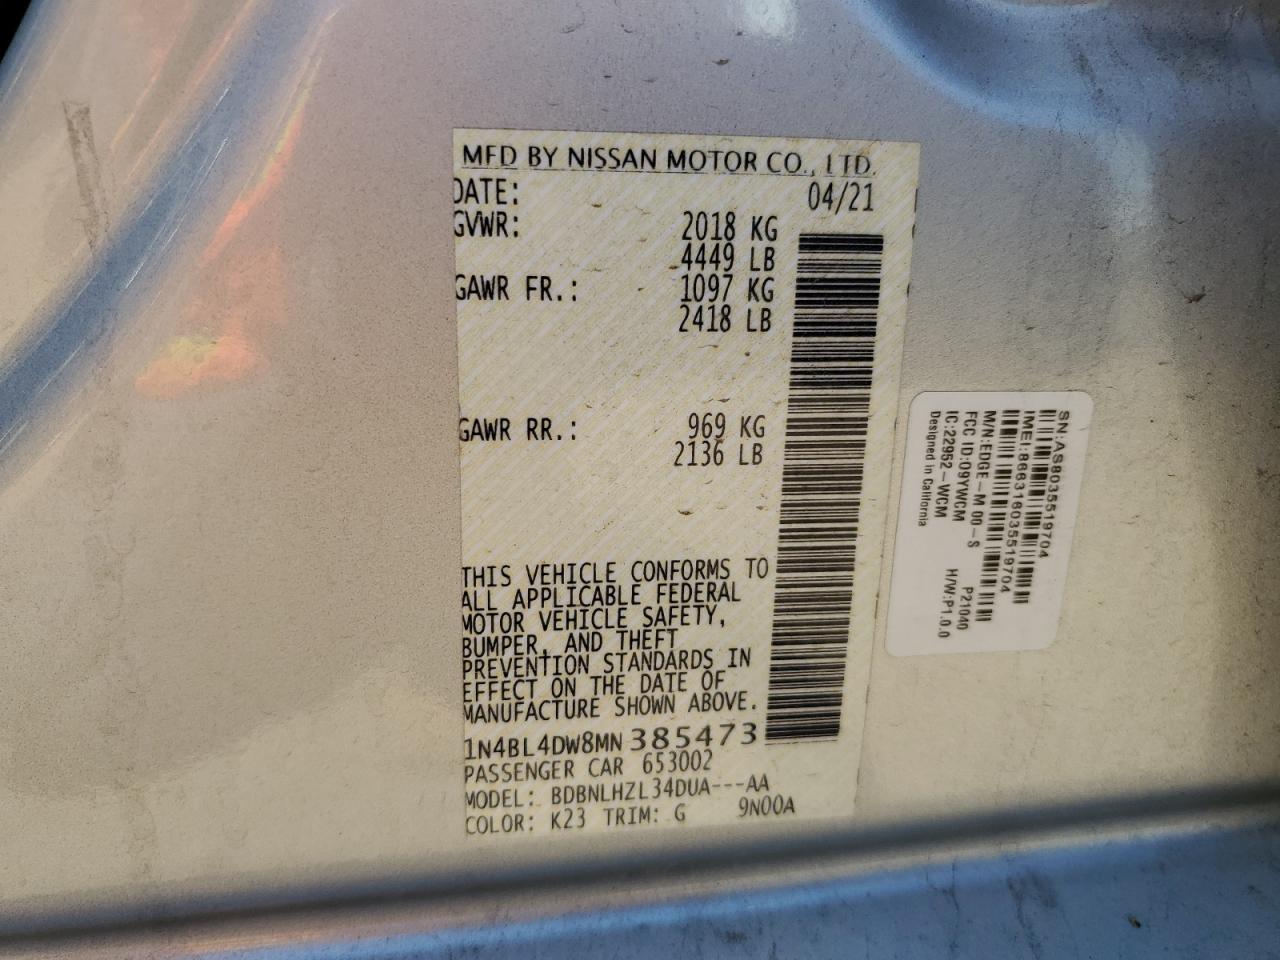 MFD BY NISSAN MOTOR CO., LTD.
DATE: 04/21
GVWR: 2018 KG
4449 LB
GAWR FR.: 1097 KG
2418 LB
GAWR RR.: 969 KG
2136 LB
THIS VEHICLE CONFORMS TO
ALL APPLICABLE FEDERAL
MOTOR VEHICLE SAFETY,
BUMPER, AND THEFT
PREVENTION STANDARDS IN
EFFECT ON THE DATE OF
MANUFACTURE SHOWN ABOVE.
1N4BL4DW8MN385473
PASSENGER CAR 653002
MODEL: BDBNLHZL34DUA---AA
COLOR: K23 TRIM: G 9N00A
SN:AS8035519704
IMEI:866316035519704
M/N:EDGE-M 00-S P21040
FCC ID:09YWCM
IC:22952-WCM H/W:P1.0.0
Designed in California